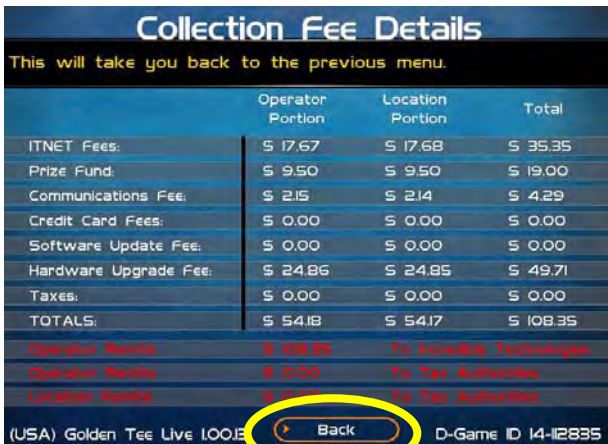 Collection Fee Details
This will take you back to the previous menu.
Operator Portion Location Portion Total
ITNET Fees: $ 17.67 $ 17.68 $ 35.35
Prize Fund: $ 9.50 $ 9.50 $ 19.00
Communications Fee: $ 2.15 $ 2.14 $ 4.29
Credit Card Fees: $ 0.00 $ 0.00 $ 0.00
Software Update Fee: $ 0.00 $ 0.00 $ 0.00
Hardware Upgrade Fee: $ 24.86 $ 24.85 $ 49.71
Taxes: $ 0.00 $ 0.00 $ 0.00
TOTALS: $ 54.18 $ 54.17 $ 108.35
Operator Remits $ 108.35 To Incredible Technologies
Operator Remits $ 0.00 To Tax Authorities
Location Remits To Tax Authorities
(USA) Golden Tee Live 1.00.13 Back D-Game ID 14-112835